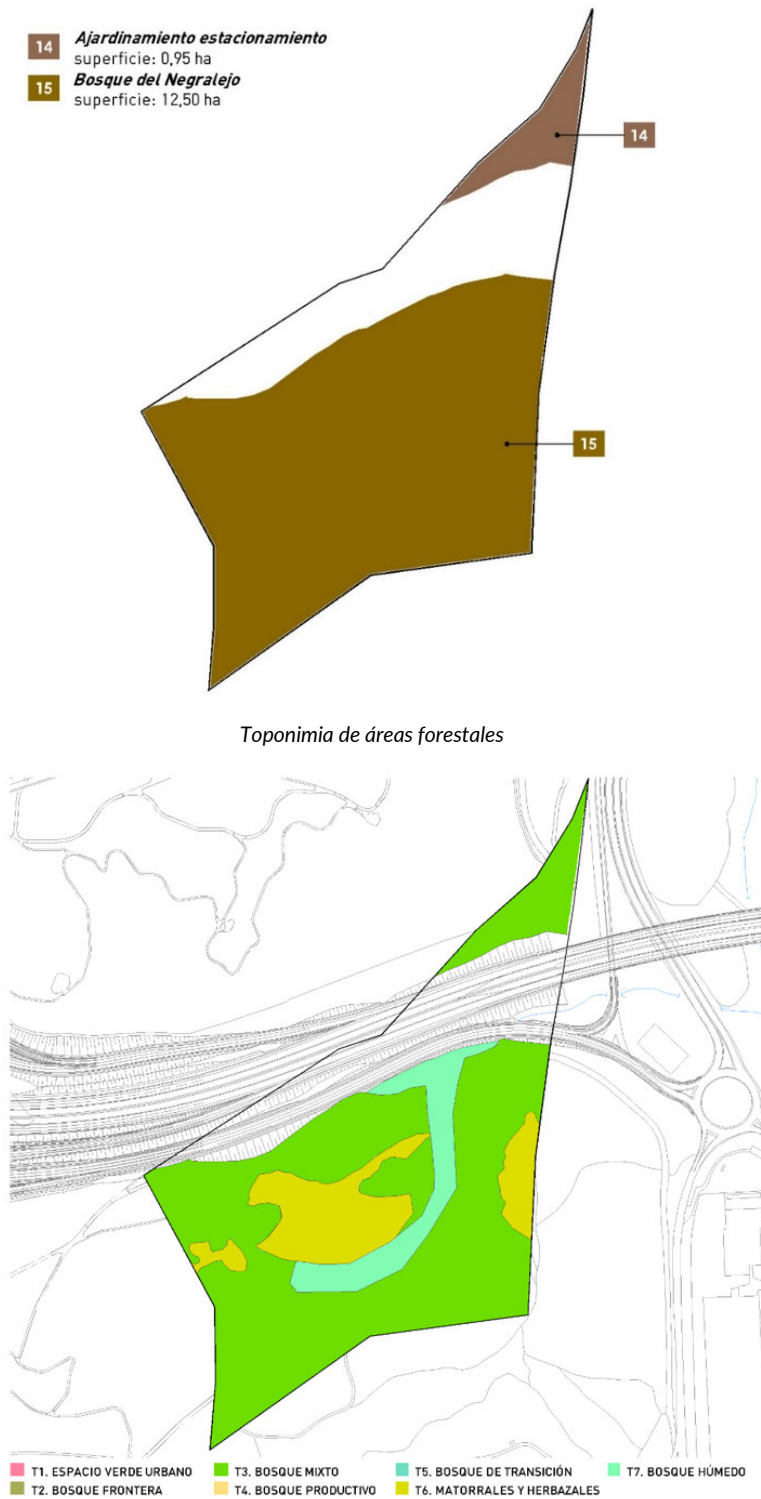 14 Ajardinamiento estacionamiento
superficie: 0,95 ha
15 Bosque del Negralejo
superficie: 12,50 ha
14
15
Toponimia de áreas forestales
T1. ESPACIO VERDE URBANO T3. BOSQUE MIXTO T5. BOSQUE DE TRANSICIÓN T7. BOSQUE HÚMEDO
T2. BOSQUE FRONTERA T4. BOSQUE PRODUCTIVO T6. MATORRALES Y HERBAZALES